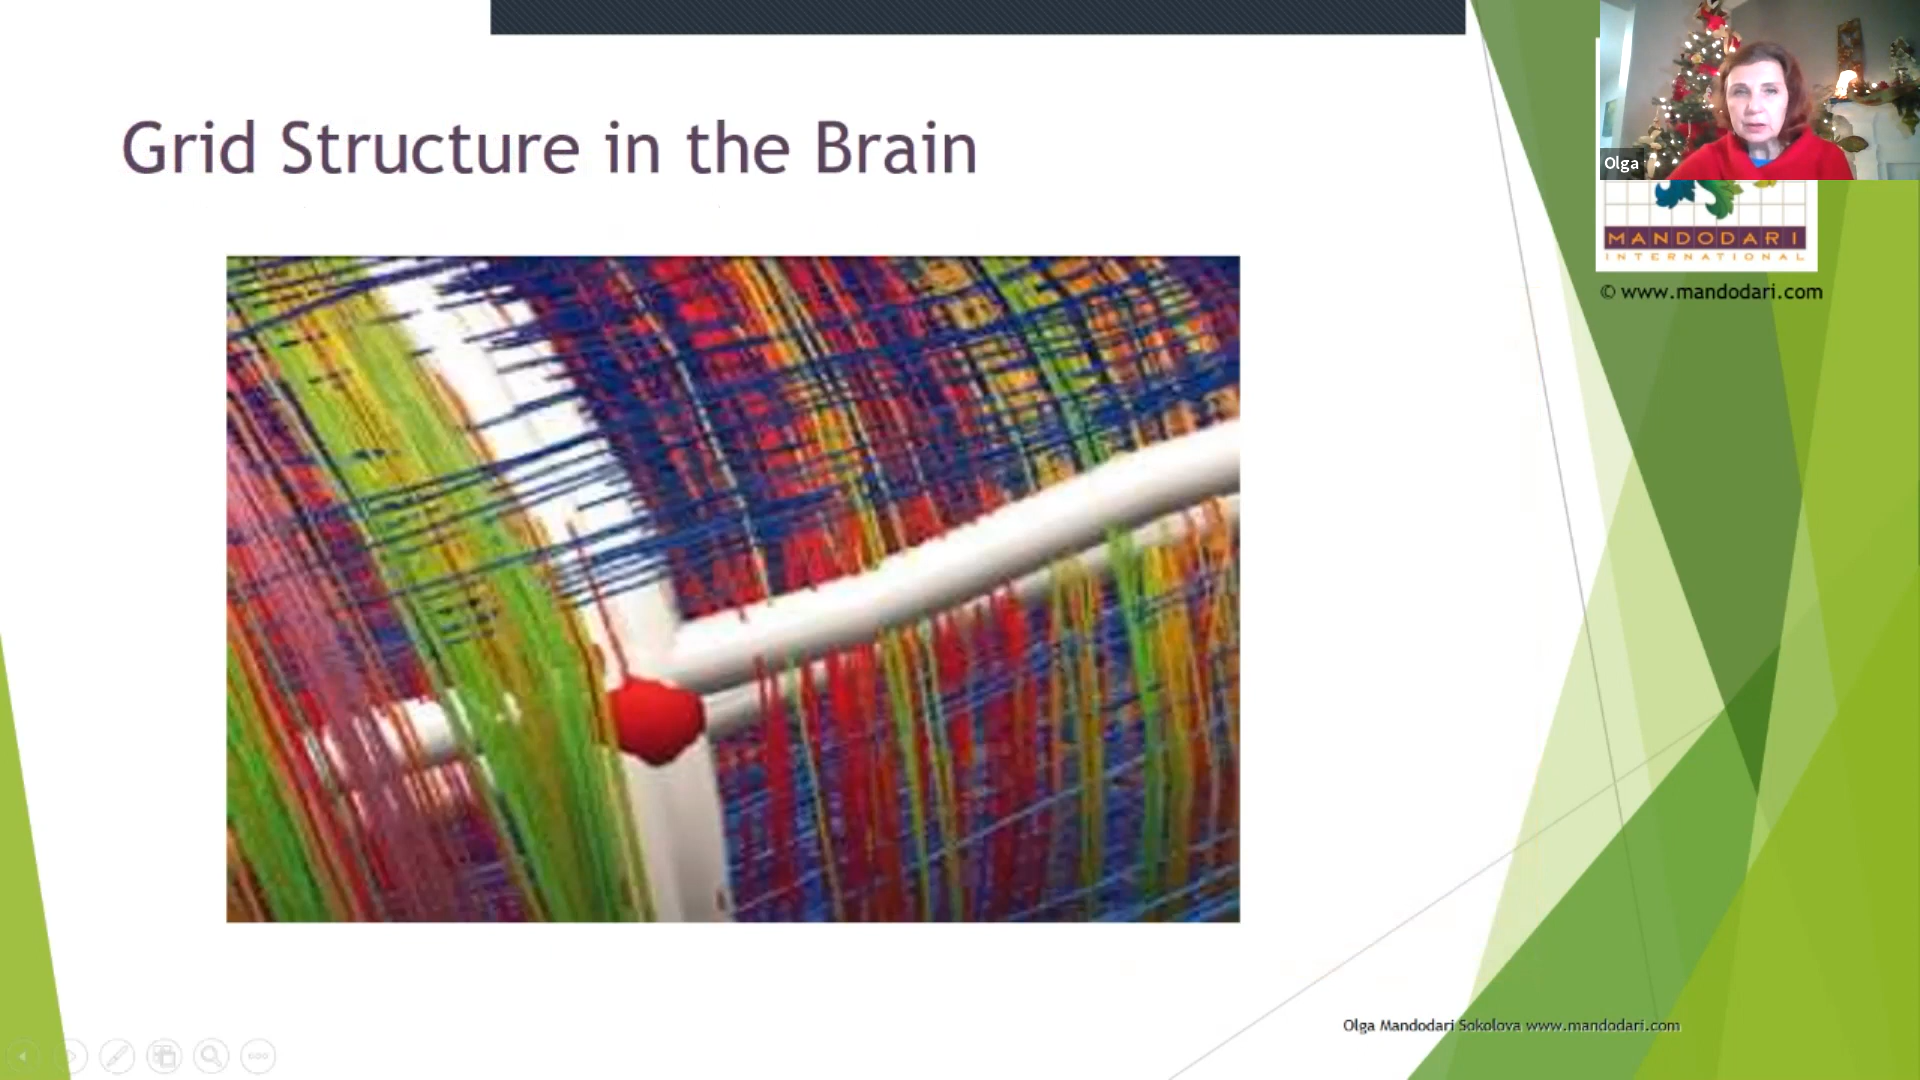 Grid Structure in the Brain
Olga
MANDODARI
INTERNATIONAL
© www.mandodari.com
Olga Mandodari Sokolova www.mandodari.com